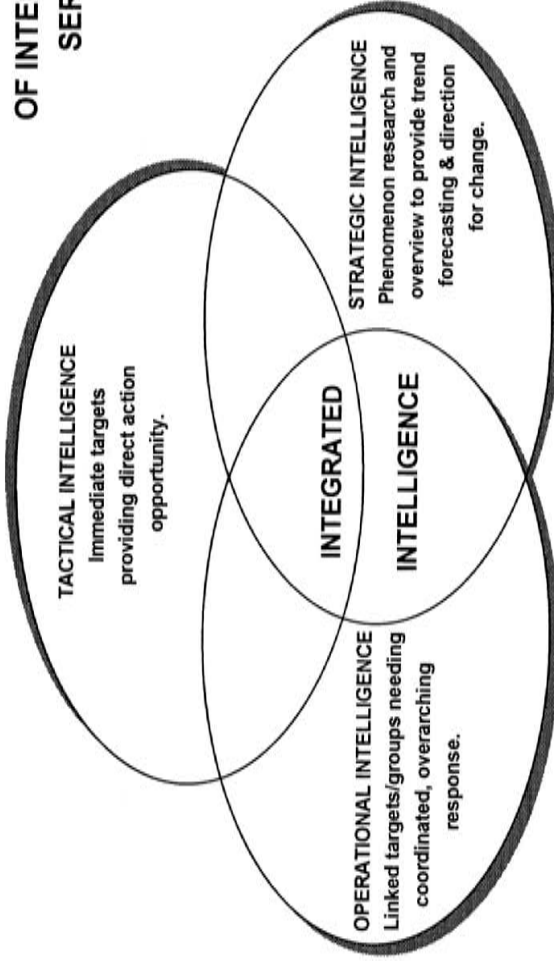 OF INTE
SER
TACTICAL INTELLIGENCE
Immediate targets
providing direct action
opportunity.
INTEGRATED
INTELLIGENCE
OPERATIONAL INTELLIGENCE
Linked targets/groups needing
coordinated, overarching
response.
STRATEGIC INTELLIGENCE
Phenomenon research and
overview to provide trend
forecasting & direction
for change.